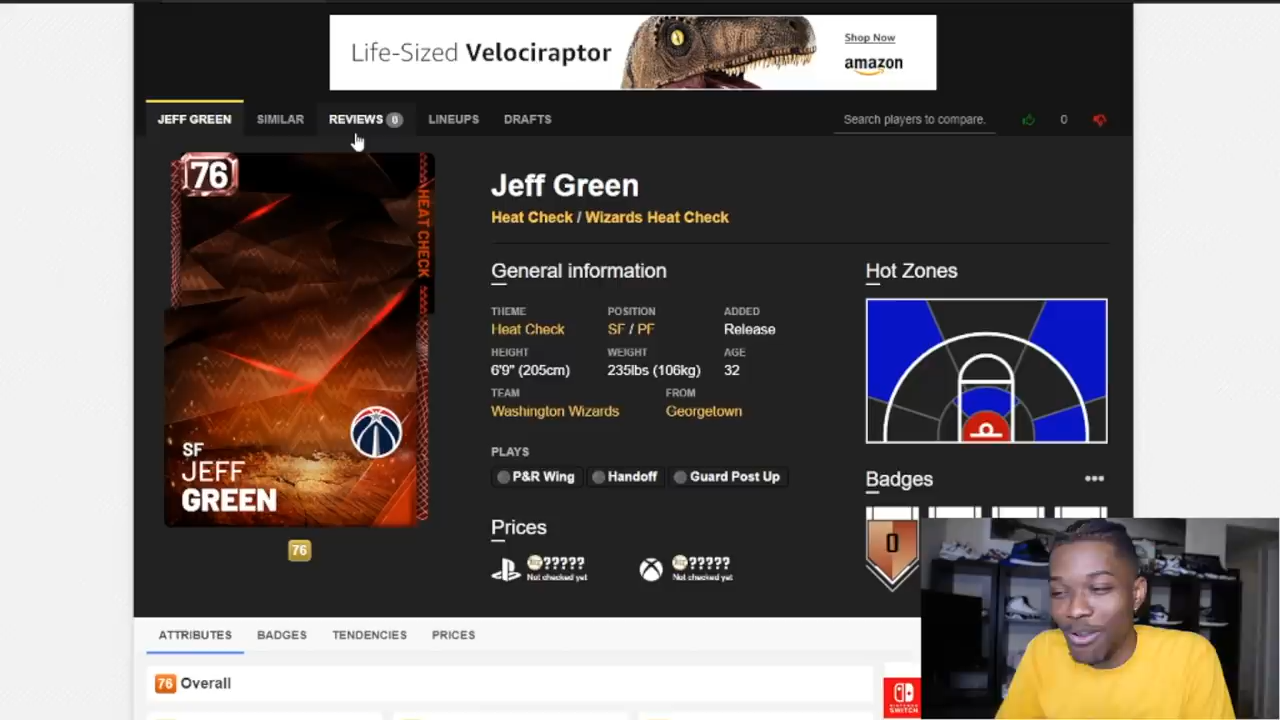 Life-Sized Velociraptor
Shop Now
amazon
JEFF GREEN SIMILAR REVIEWS 0 LINEUPS DRAFTS
Search players to compare. 0
76
HEAT CHECK
SF
JEFF
GREEN
76
Jeff Green
Heat Check / Wizards Heat Check
General information
THEME POSITION ADDED
Heat Check SF / PF Release
HEIGHT WEIGHT AGE
6'9" (205cm) 235lbs (106kg) 32
TEAM FROM
Washington Wizards Georgetown
PLAYS
P&R Wing Handoff Guard Post Up
Prices
????? ?????
Not checked yet Not checked yet
Hot Zones
Badges
0
ATTRIBUTES BADGES TENDENCIES PRICES
76 Overall
NINTENDO
SWITCH